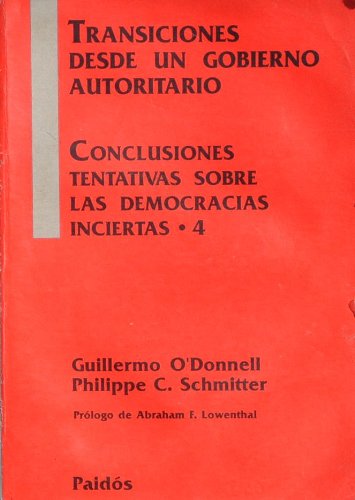 TRANSICIONES
DESDE UN GOBIERNO
AUTORITARIO
CONCLUSIONES
TENTATIVAS SOBRE
LAS DEMOCRACIAS
INCIERTAS • 4
Guillermo O'Donnell
Philippe C. Schmitter
Prólogo de Abraham F. Lowenthal
Paidós